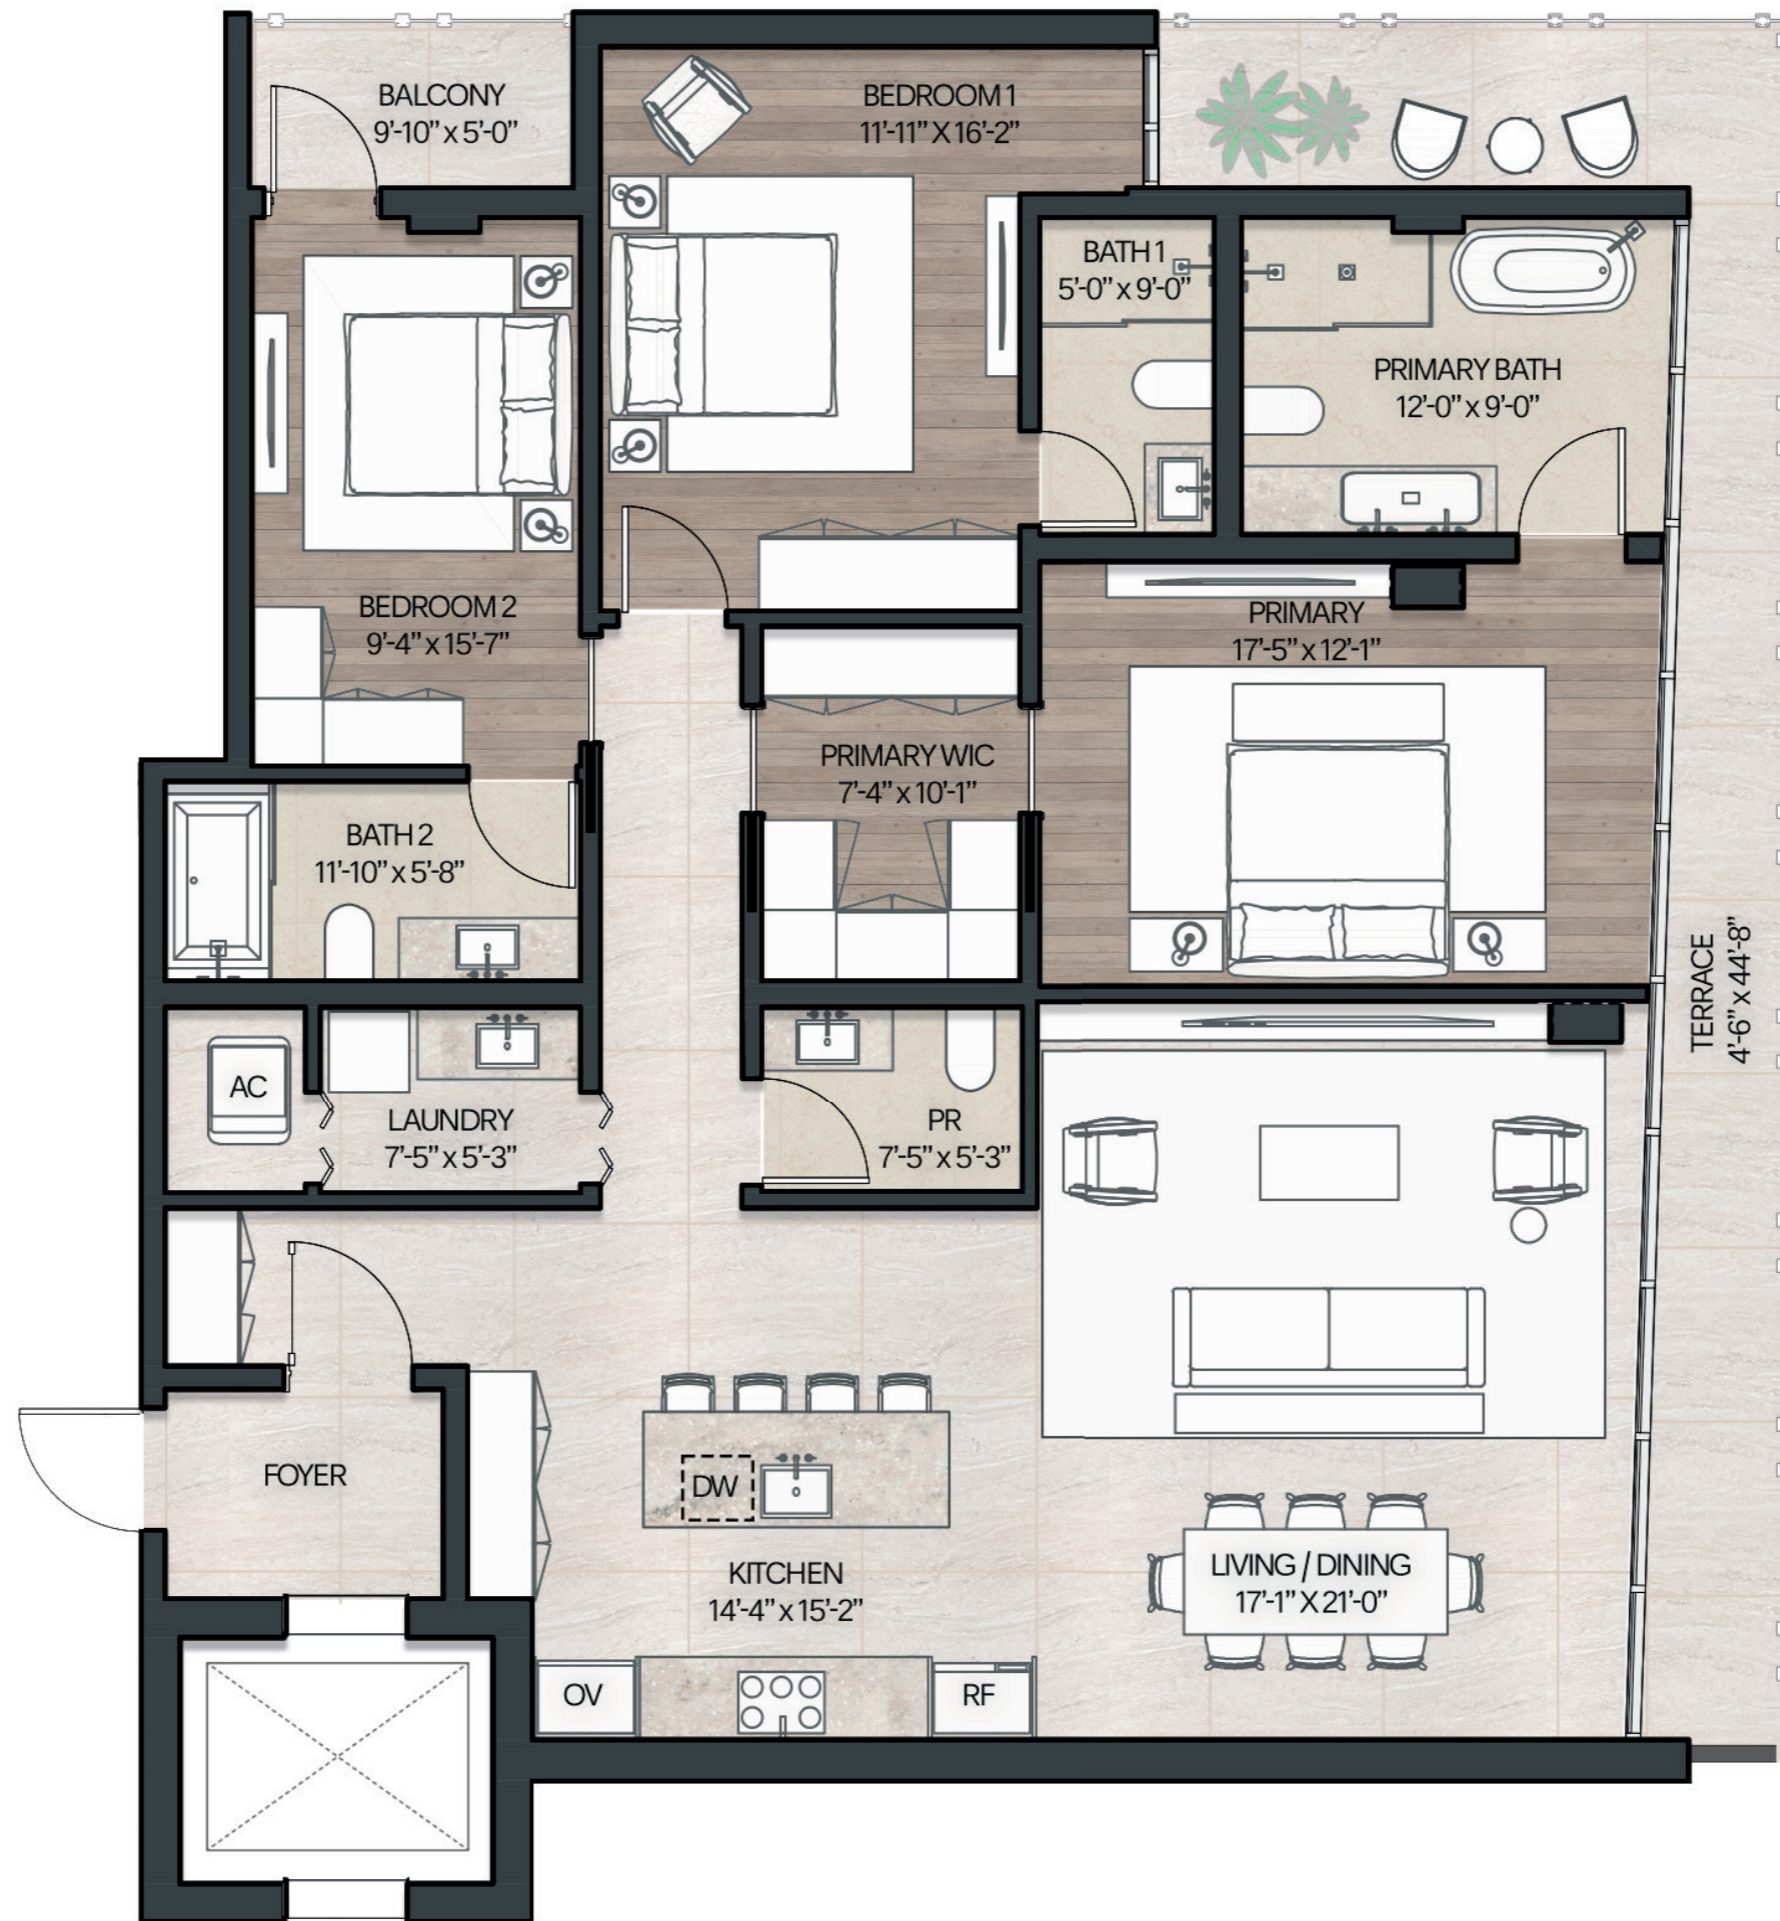 BALCONY
9'-10" x 5'-0"
BEDROOM 1
11'-11" X 16'-2"
BATH 1
5'-0" x 9'-0"
PRIMARY BATH
12'-0" x 9'-0"
BEDROOM 2
9'-4" x 15'-7"
PRIMARY
17'-5" x 12'-1"
PRIMARY WIC
7'-4" x 10'-1"
BATH 2
11'-10" x 5'-8"
TERRACE
4'-6" x 44'-8"
AC
LAUNDRY
7'-5" x 5'-3"
PR
7'-5" x 5'-3"
FOYER
DW
KITCHEN
14'-4" x 15'-2"
LIVING / DINING
17'-1" X 21'-0"
OV
RF